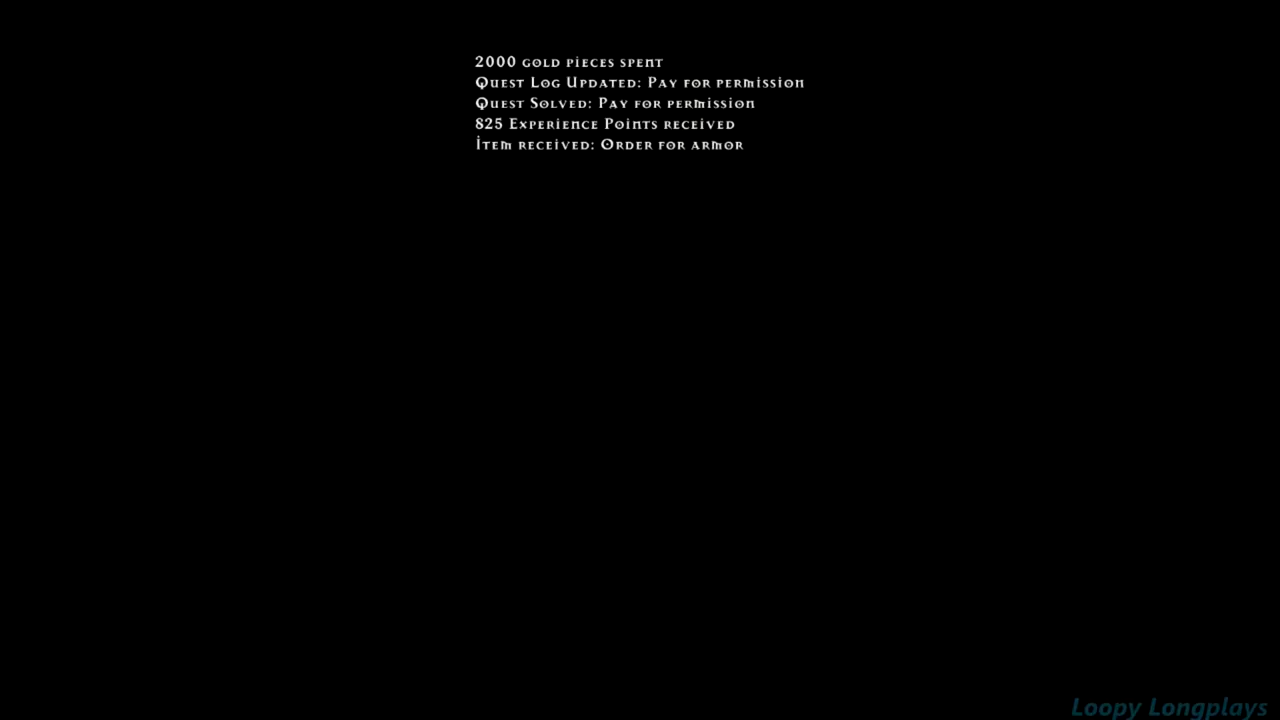 2000 gold pieces spent
Quest Log Updated: Pay for permission
Quest Solved: Pay for permission
825 Experience Points received
Item received: Order for armor
Loopy Longplays